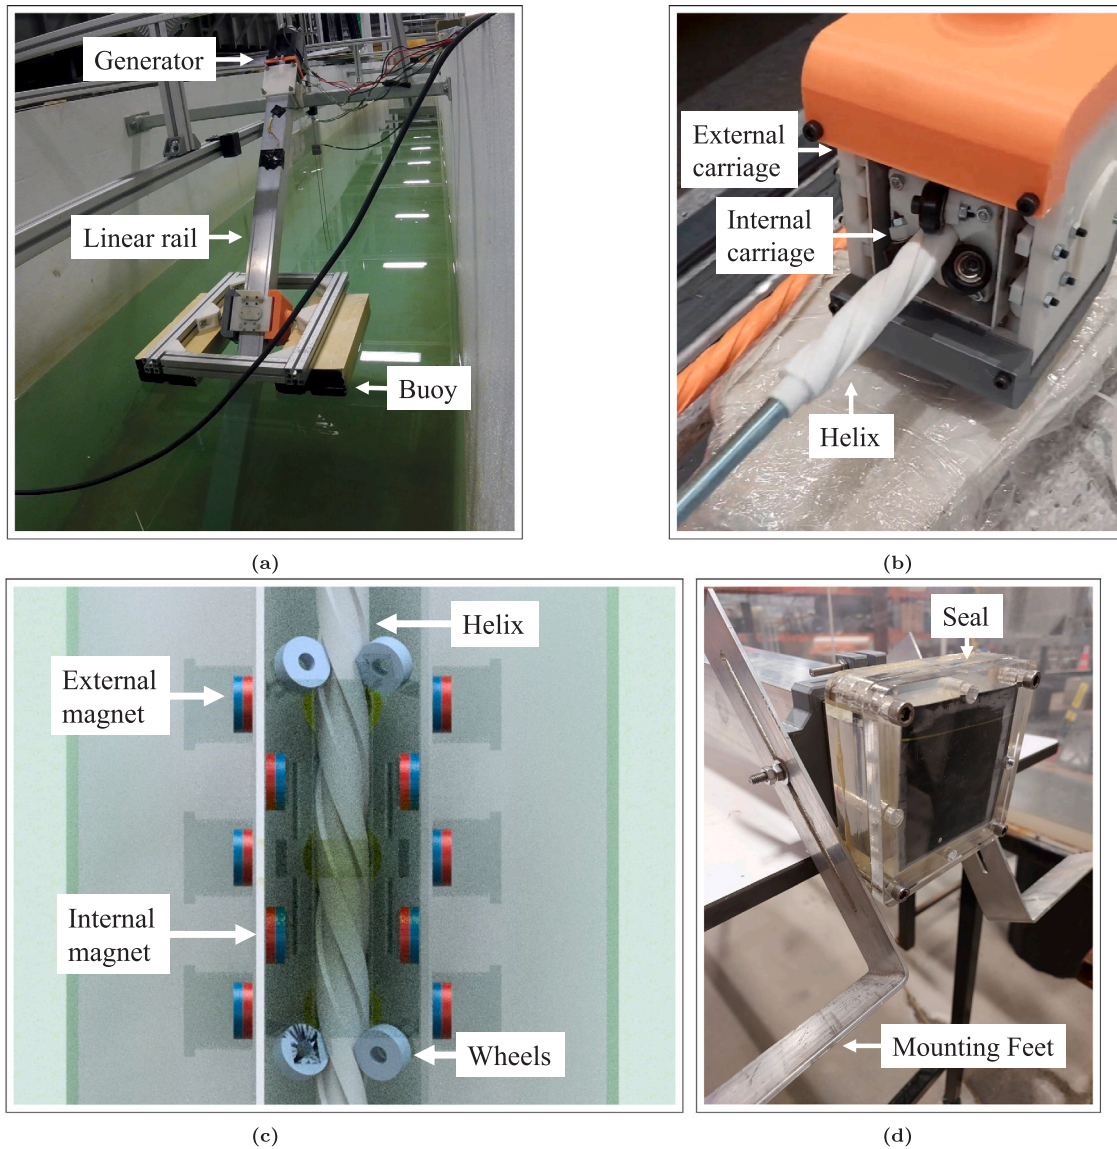 Generator
Linear rail
Buoy
External
carriage
Internal
carriage
Helix
(a)
(b)
Helix
External
magnet
Internal
magnet
Wheels
Seal
Mounting Feet
(c)
(d)